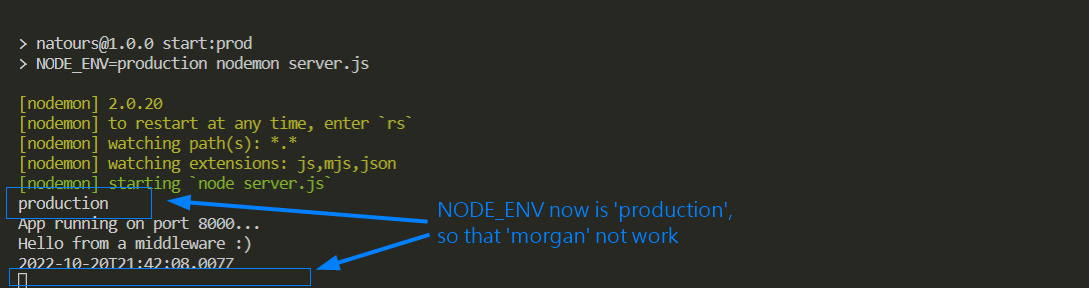 > natours@1.0.0 start:prod
> NODE_ENV=production nodemon server.js
[nodemon] 2.0.20
[nodemon] to restart at any time, enter `rs`
[nodemon] watching path(s): *.*
[nodemon] watching extensions: js,mjs,json
[nodemon] starting `node server.js`
production
App running on port 8000...
Hello from a middleware :)
2022-10-20T21:42:08.007Z
NODE_ENV now is 'production',
so that 'morgan' not work